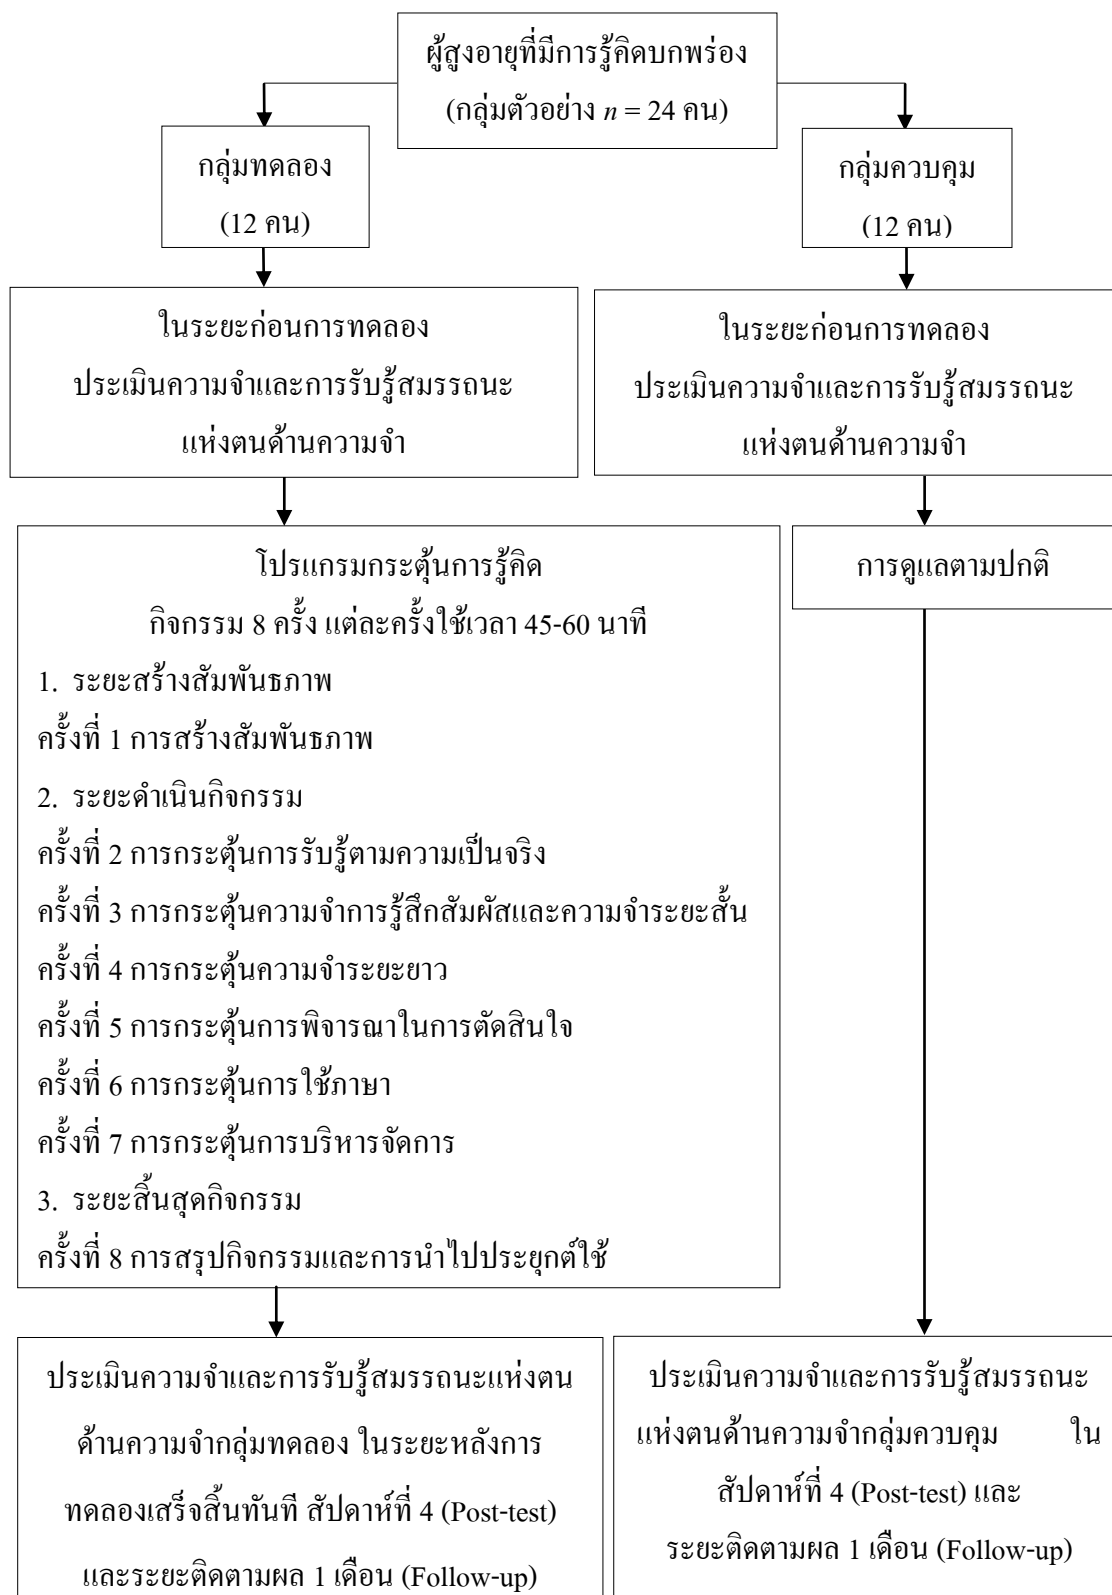 ผู้สูงอายุที่มีการรู้คิดบกพร่อง
(กลุ่มตัวอย่าง n = 24 คน)
กลุ่มทดลอง
(12 คน)
กลุ่มควบคุม
(12 คน)
ในระยะก่อนการทดลอง
ประเมินความจำและการรับรู้สมรรถนะ
แห่งตนด้านความจำ
ในระยะก่อนการทดลอง
ประเมินความจำและการรับรู้สมรรถนะ
แห่งตนด้านความจำ
โปรแกรมกระตุ้นการรู้คิด
กิจกรรม 8 ครั้ง แต่ละครั้งใช้เวลา 45-60 นาที
1. ระยะสร้างสัมพันธภาพ
ครั้งที่ 1 การสร้างสัมพันธภาพ
2. ระยะดำเนินกิจกรรม
ครั้งที่ 2 การกระตุ้นการรับรู้ตามความเป็นจริง
ครั้งที่ 3 การกระตุ้นความจำการรู้สึกสัมผัสและความจำระยะสั้น
ครั้งที่ 4 การกระตุ้นความจำระยะยาว
ครั้งที่ 5 การกระตุ้นการพิจารณาในการตัดสินใจ
ครั้งที่ 6 การกระตุ้นการใช้ภาษา
ครั้งที่ 7 การกระตุ้นการบริหารจัดการ
3. ระยะสิ้นสุดกิจกรรม
ครั้งที่ 8 การสรุปกิจกรรมและการนำไปประยุกต์ใช้
การดูแลตามปกติ
ประเมินความจำและการรับรู้สมรรถนะแห่งตน
ด้านความจำกลุ่มทดลอง ในระยะหลังการ
ทดลองเสร็จสิ้นทันที สัปดาห์ที่ 4 (Post-test)
และระยะติดตามผล 1 เดือน (Follow-up)
ประเมินความจำและการรับรู้สมรรถนะ
แห่งตนด้านความจำกลุ่มควบคุม ใน
สัปดาห์ที่ 4 (Post-test) และ
ระยะติดตามผล 1 เดือน (Follow-up)